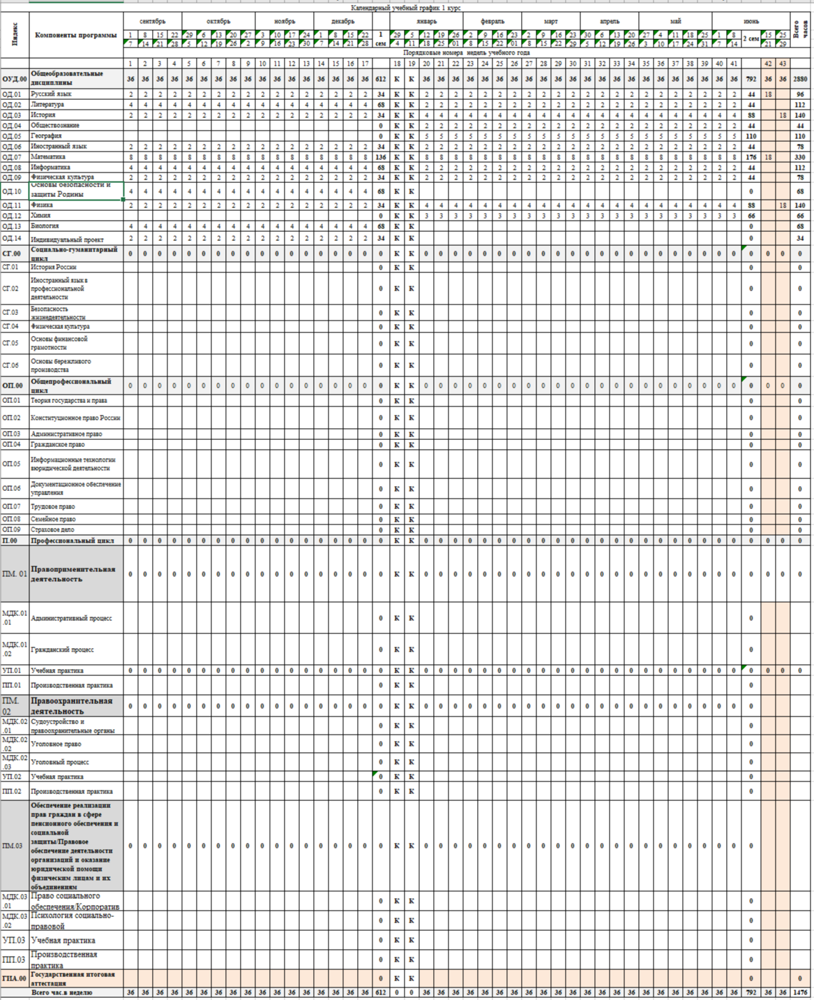 Календарный учебный график 1 курс
Индекс Компоненты программы сентябрь октябрь ноябрь декабрь январь февраль март апрель май июнь Всего часов
1 8 15 22 29 6 13 20 27 3 10 17 24 1 8 15 22 1 29 5 12 19 26 2 9 16 23 2 9 16 23 30 6 13 20 27 4 11 18 25 1 8 2 сем 15 25
7 14 21 28 5 12 19 26 2 9 16 23 30 7 14 21 28 сем 4 11 18 25 01 8 15 22 01 8 15 22 29 5 12 19 26 3 10 17 24 31 7 14 21 29
Порядковые номера недель учебного года
1 2 3 4 5 6 7 8 9 10 11 12 13 14 15 16 17 18 19 20 21 22 23 24 25 26 27 28 29 30 31 32 33 34 35 36 37 38 39 40 41 42 43
ОУД.00 Общеобразовательные дисциплины 36 36 36 36 36 36 36 36 36 36 36 36 36 36 36 36 36 612 К К 36 36 36 36 36 36 36 36 36 36 36 36 36 36 36 36 36 36 36 36 36 36 792 36 36 2880
ОД.01 Русский язык 2 2 2 2 2 2 2 2 2 2 2 2 2 2 2 2 2 34 К К 2 2 2 2 2 2 2 2 2 2 2 2 2 2 2 2 2 2 2 2 2 2 44 18 96
ОД.02 Литература 4 4 4 4 4 4 4 4 4 4 4 4 4 4 4 4 4 68 К К 2 2 2 2 2 2 2 2 2 2 2 2 2 2 2 2 2 2 2 2 2 2 44 112
ОД.03 История 2 2 2 2 2 2 2 2 2 2 2 2 2 2 2 2 2 34 К К 4 4 4 4 4 4 4 4 4 4 4 4 4 4 4 4 4 4 4 4 4 4 88 18 140
ОД.04 Обществознание 0 К К 2 2 2 2 2 2 2 2 2 2 2 2 2 2 2 2 2 2 2 2 2 2 44 44
ОД.05 География 0 К К 5 5 5 5 5 5 5 5 5 5 5 5 5 5 5 5 5 5 5 5 5 5 110 110
ОД.06 Иностранный язык 2 2 2 2 2 2 2 2 2 2 2 2 2 2 2 2 2 34 К К 2 2 2 2 2 2 2 2 2 2 2 2 2 2 2 2 2 2 2 2 2 2 44 78
ОД.07 Математика 8 8 8 8 8 8 8 8 8 8 8 8 8 8 8 8 8 136 К К 8 8 8 8 8 8 8 8 8 8 8 8 8 8 8 8 8 8 8 8 8 8 176 18 330
ОД.08 Информатика 4 4 4 4 4 4 4 4 4 4 4 4 4 4 4 4 4 68 К К 2 2 2 2 2 2 2 2 2 2 2 2 2 2 2 2 2 2 2 2 2 2 44 112
ОД.09 Физическая культура 2 2 2 2 2 2 2 2 2 2 2 2 2 2 2 2 2 34 К К 2 2 2 2 2 2 2 2 2 2 2 2 2 2 2 2 2 2 2 2 2 2 44 78
ОД.10 Основы безопасности и защиты Родины 4 4 4 4 4 4 4 4 4 4 4 4 4 4 4 4 4 68 К К 0 68
ОД.11 Физика 2 2 2 2 2 2 2 2 2 2 2 2 2 2 2 2 2 34 К К 4 4 4 4 4 4 4 4 4 4 4 4 4 4 4 4 4 4 4 4 4 4 88 18 140
ОД.12 Химия 0 К К 3 3 3 3 3 3 3 3 3 3 3 3 3 3 3 3 3 3 3 3 3 3 66 66
ОД.13 Биология 4 4 4 4 4 4 4 4 4 4 4 4 4 4 4 4 4 68 К К 0 68
ОД.14 Индивидуальный проект 2 2 2 2 2 2 2 2 2 2 2 2 2 2 2 2 2 34 К К 0 34
СГ.00 Социально-гуманитарный цикл 0 0 0 0 0 0 0 0 0 0 0 0 0 0 0 0 0 0 К К 0 0 0 0 0 0 0 0 0 0 0 0 0 0 0 0 0 0 0 0 0 0 0 0 0 0
СГ.01 История России 0 К К 0 0
СГ.02 Иностранный язык в профессиональной деятельности 0 К К 0 0
СГ.03 Безопасность жизнедеятельности 0 К К 0 0
СГ.04 Физическая культура 0 К К 0 0
СГ.05 Основы финансовой грамотности 0 К К 0 0
СГ.06 Основы бережливого производства 0 К К 0 0
ОП.00 Общепрофессиональный цикл 0 0 0 0 0 0 0 0 0 0 0 0 0 0 0 0 0 0 К К 0 0 0 0 0 0 0 0 0 0 0 0 0 0 0 0 0 0 0 0 0 0 0 0 0 0
ОП.01 Теория государства и права 0 К К 0 0
ОП.02 Конституционное право России 0 К К 0 0
ОП.03 Административное право 0 К К 0 0
ОП.04 Гражданское право 0 К К 0 0
ОП.05 Информационные технологии вюридической деятельности 0 К К 0 0
ОП.06 Документационное обеспечение управления 0 К К 0 0
ОП.07 Трудовое право 0 К К 0 0
ОП.08 Семейное право 0 К К 0 0
ОП.09 Страховое дело 0 К К 0 0
П.00 Профессиональный цикл 0 0 0 0 0 0 0 0 0 0 0 0 0 0 0 0 0 0 К К 0 0 0 0 0 0 0 0 0 0 0 0 0 0 0 0 0 0 0 0 0 0 0 0 0 0
ПМ. 01 Правоприменительная деятельность 0 0 0 0 0 0 0 0 0 0 0 0 0 0 0 0 0 0 К К 0 0 0 0 0 0 0 0 0 0 0 0 0 0 0 0 0 0 0 0 0 0 0 0 0 0
МДК.01.01 Административный процесс 0 К К 0
МДК.01.02 Гражданский процесс 0 К К 0
УП.01 Учебная практика 0 0 0 0 0 0 0 0 0 0 0 0 0 0 0 0 0 0 К К 0 0 0 0 0 0 0 0 0 0 0 0 0 0 0 0 0 0 0 0 0 0 0 0 0 0
ПП.01 Производственная практика 0 К К 0
ПМ. 02 Правоохранительная деятельность 0 0 0 0 0 0 0 0 0 0 0 0 0 0 0 0 0 0 К К 0 0 0 0 0 0 0 0 0 0 0 0 0 0 0 0 0 0 0 0 0 0 0
МДК.02.01 Судоустройство и правоохранительные органы 0 К К 0
МДК.02.02 Уголовное право 0 К К 0
МДК.02.03 Уголовный процесс 0 К К 0
УП.02 Учебная практика 0 К К 0
ПП.02 Производственная практика 0 К К 0
ПМ.03 Обеспечение реализации прав граждан в сфере пенсионного обеспечения и социальной защиты/Правовое обеспечение деятельности организаций и оказание юридической помощи физическим лицам и их объединениям 0 0 0 0 0 0 0 0 0 0 0 0 0 0 0 0 0 0 К К 0 0 0 0 0 0 0 0 0 0 0 0 0 0 0 0 0 0 0 0 0 0 0
МДК.03.01 Право социального обеспечения/Корпоратив 0 К К 0
МДК.03.02 Психология социально-правовой 0 К К 0
УП.03 Учебная практика 0 К К 0
ПП.03 Производственная практика 0 К К 0
ГИА.00 Государственная итоговая аттестация 0 К К 0 0
Всего час.в неделю 36 36 36 36 36 36 36 36 36 36 36 36 36 36 36 36 36 612 0 0 36 36 36 36 36 36 36 36 36 36 36 36 36 36 36 36 36 36 36 36 36 36 792 36 36 1476